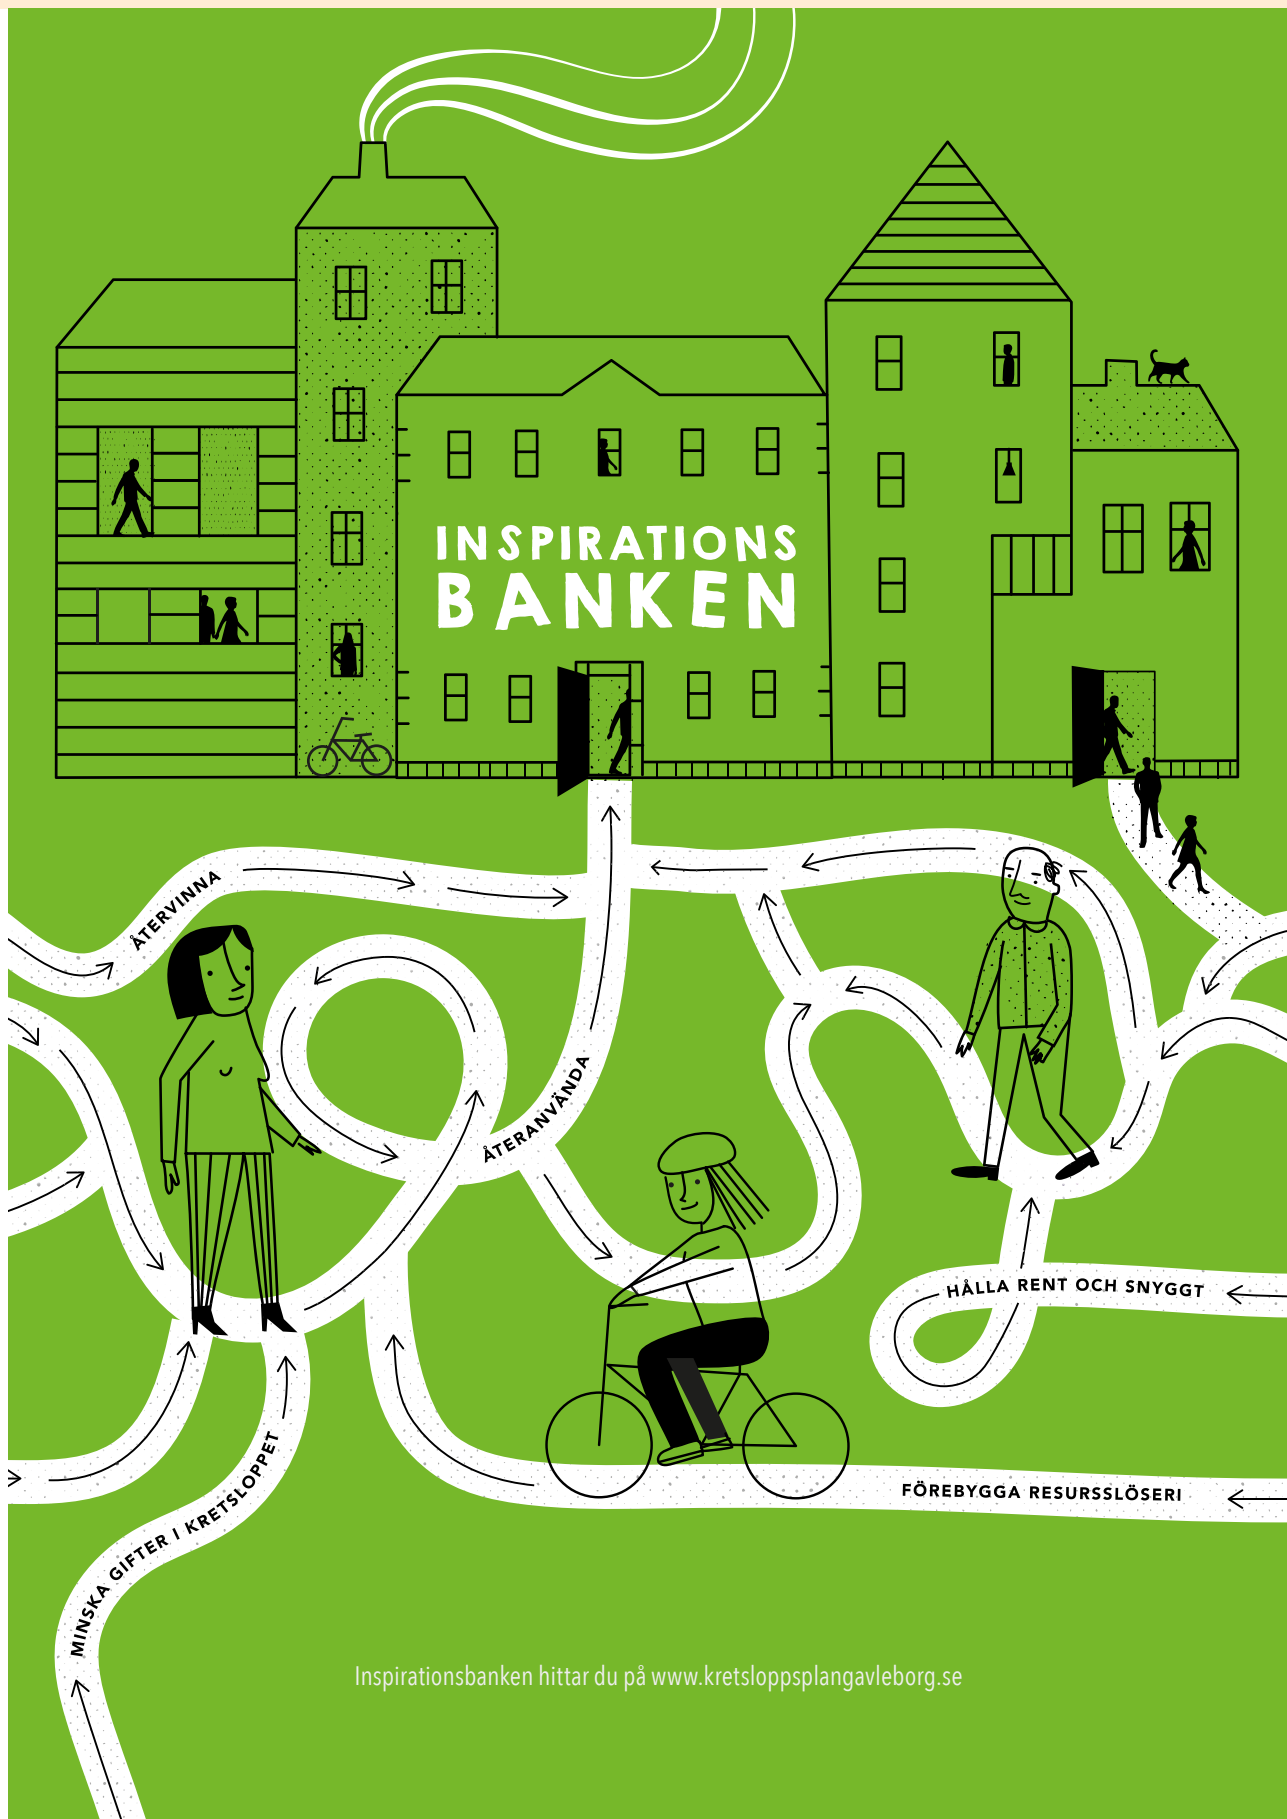 INSPIRATIONS
BANKEN
ÅTERVINNA
ÅTERANVÄNDA
HÅLLA RENT OCH SNYGGT
FÖREBYGGA RESURSSLÖSERI
MINSKA GIFTER I KRETSLOPPET
Inspirationsbanken hittar du på www.kretsloppsplangavleborg.se